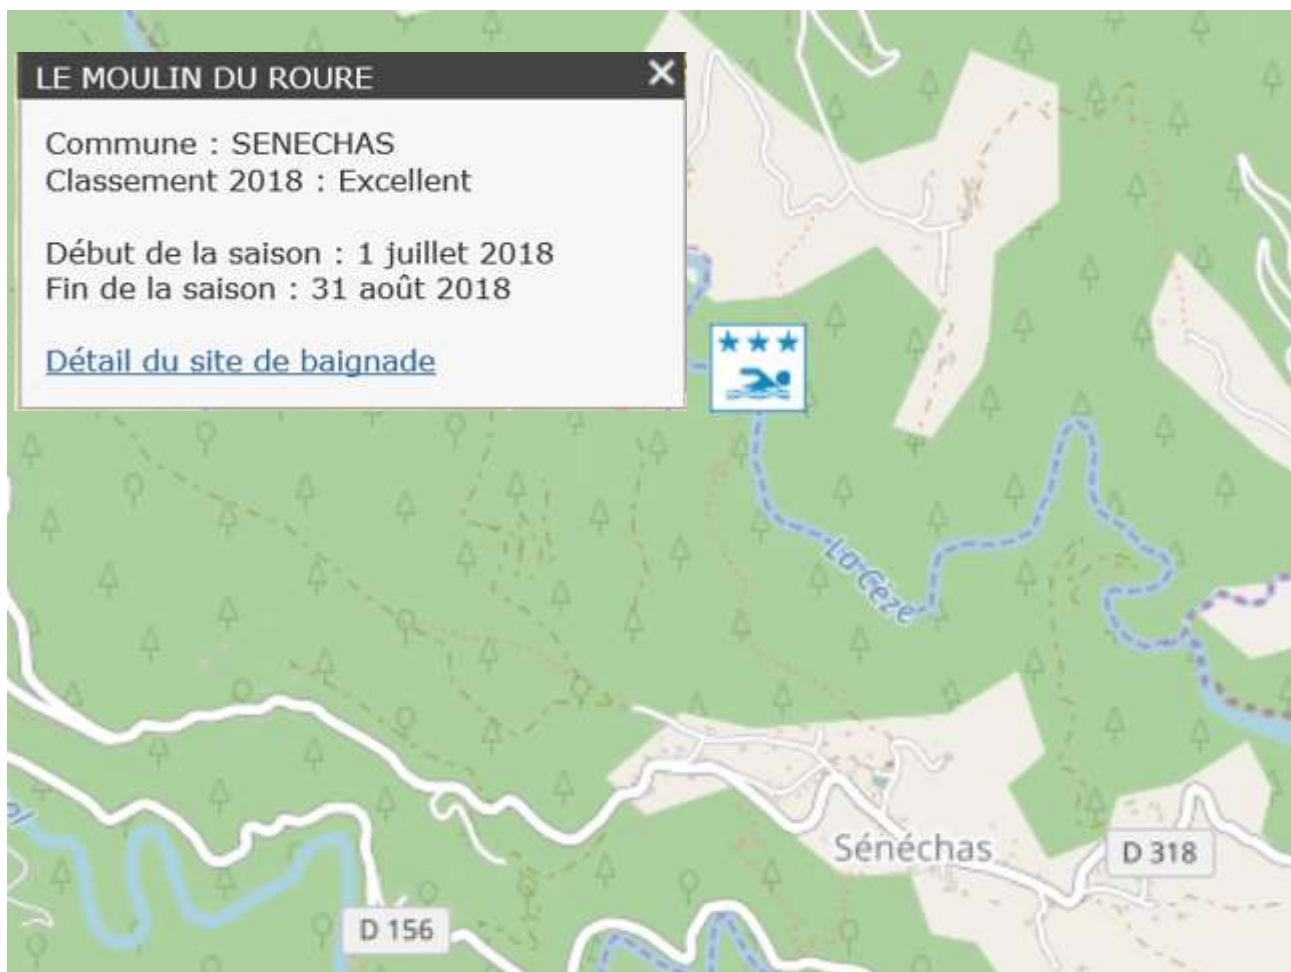 LE MOULIN DU ROURE
Commune : SENECHAS
Classement 2018 : Excellent
Début de la saison : 1 juillet 2018
Fin de la saison : 31 août 2018
Détail du site de baignade
La Cèze
Sénéchas
D 318
D 156